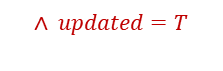 ∧ updated = T